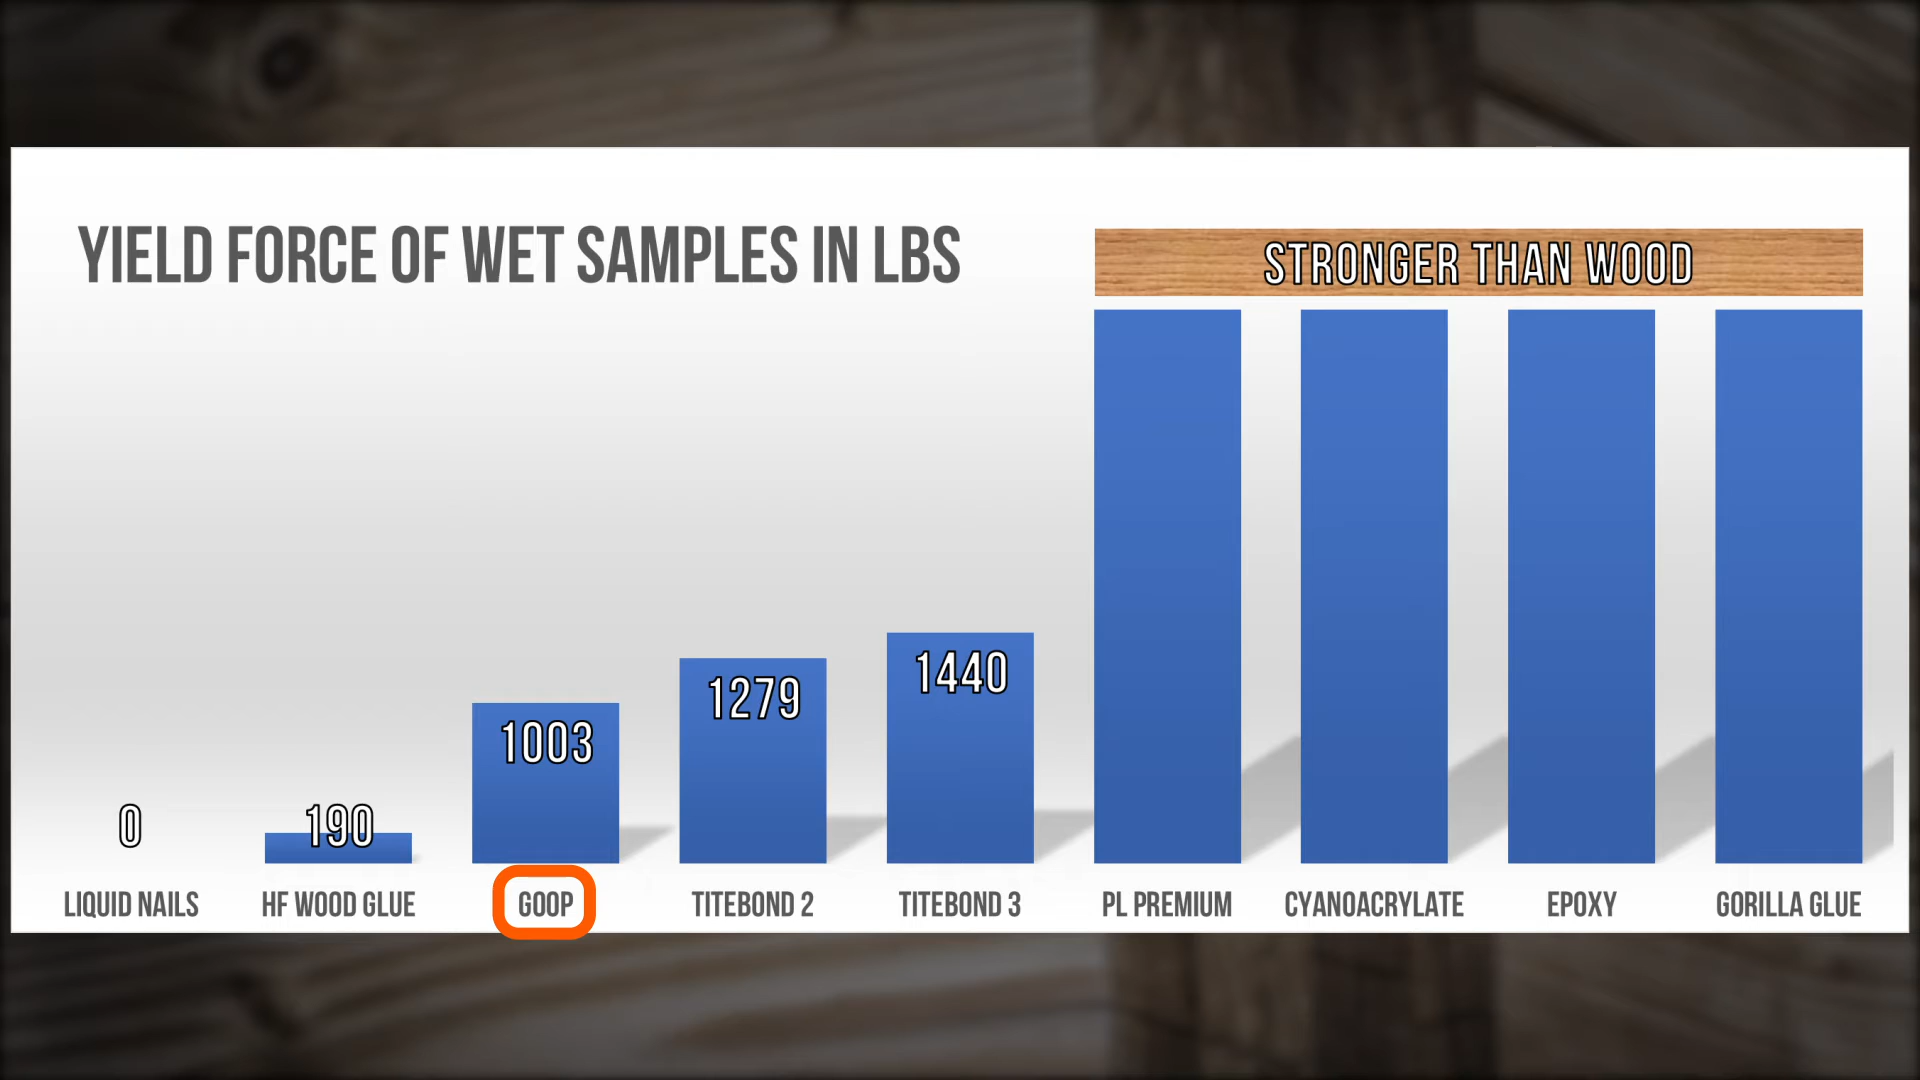 YIELD FORCE OF WET SAMPLES IN LBS
STRONGER THAN WOOD
0
190
1003
1279
1440
LIQUID NAILS
HF WOOD GLUE
GOOP
TITEBOND 2
TITEBOND 3
PL PREMIUM
CYANOACRYLATE
EPOXY
GORILLA GLUE